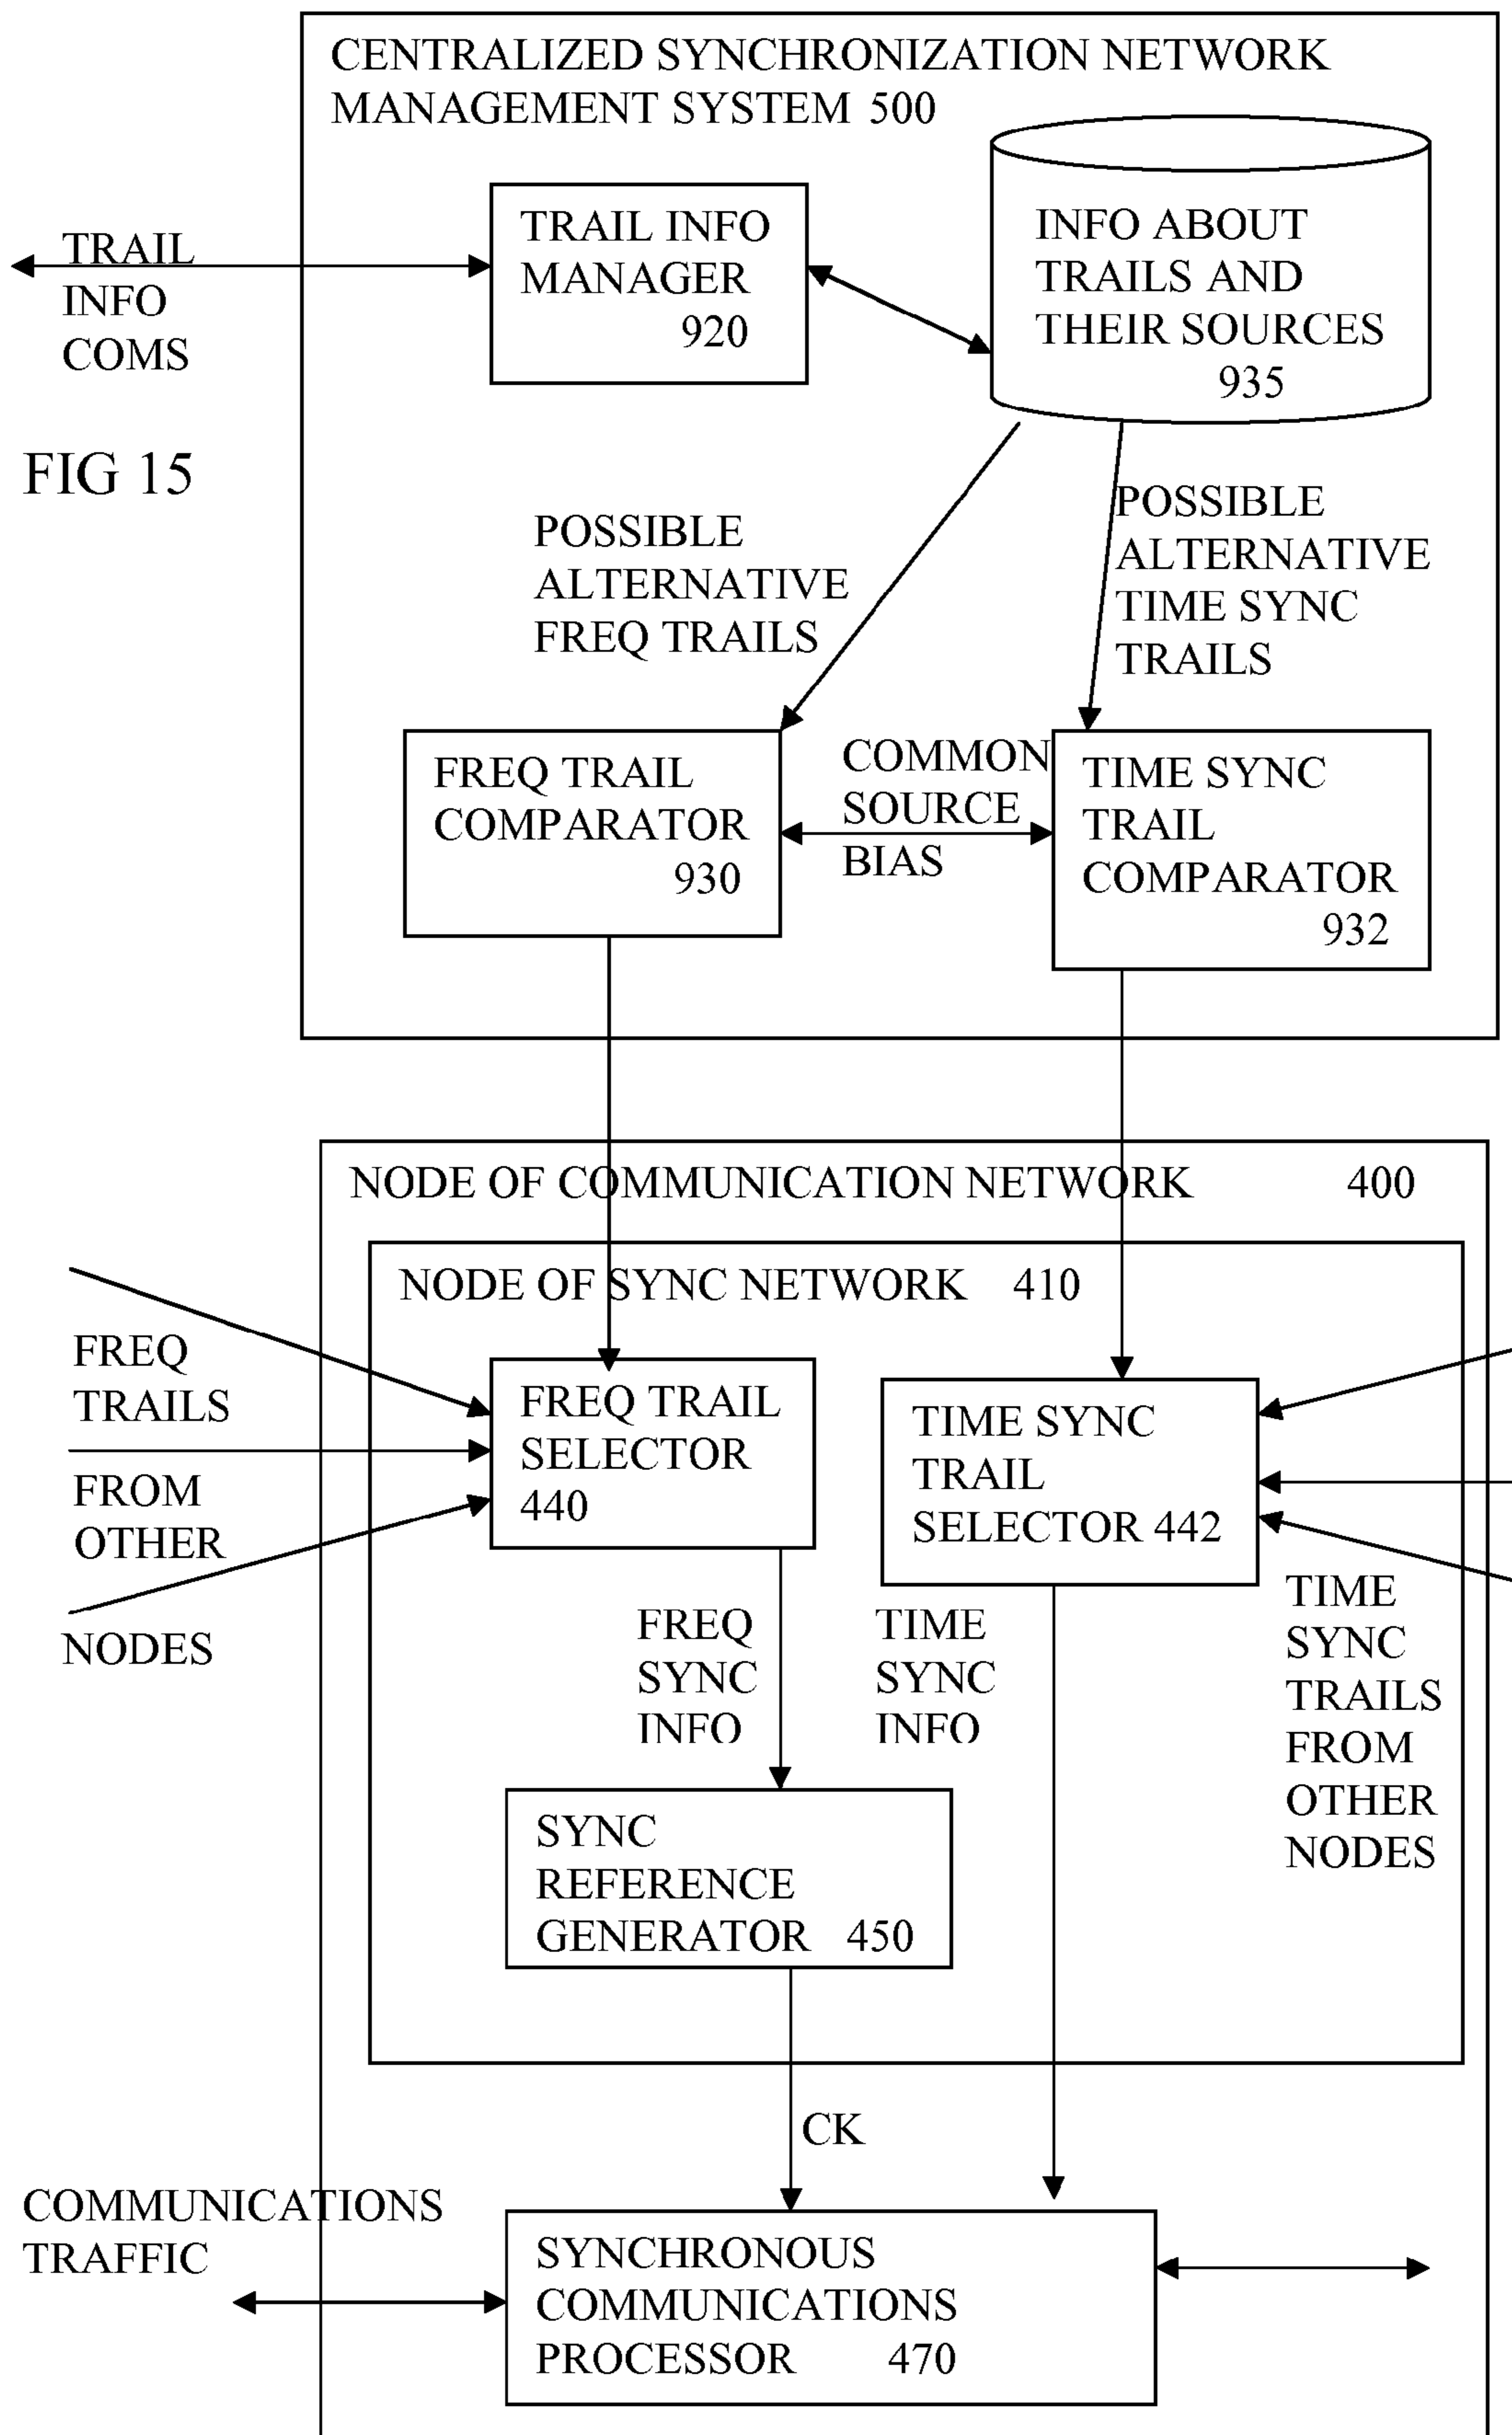 CENTRALIZED SYNCHRONIZATION NETWORK
MANAGEMENT SYSTEM 500
TRAIL INFO
MANAGER
920
INFO ABOUT
TRAILS AND
THEIR SOURCES
935
TRAIL
INFO
COMS
FIG 15
POSSIBLE
ALTERNATIVE
FREQ TRAILS
POSSIBLE
ALTERNATIVE
TIME SYNC
TRAILS
FREQ TRAIL
COMPARATOR
930
COMMON
SOURCE
BIAS
TIME SYNC
TRAIL
COMPARATOR
932
NODE OF COMMUNICATION NETWORK 400
NODE OF SYNC NETWORK 410
FREQ
TRAILS
FROM
OTHER
NODES
FREQ TRAIL
SELECTOR
440
TIME SYNC
TRAIL
SELECTOR 442
FREQ
SYNC
INFO
TIME
SYNC
INFO
TIME
SYNC
TRAILS
FROM
OTHER
NODES
SYNC
REFERENCE
GENERATOR 450
CK
COMMUNICATIONS
TRAFFIC
SYNCHRONOUS
COMMUNICATIONS
PROCESSOR 470